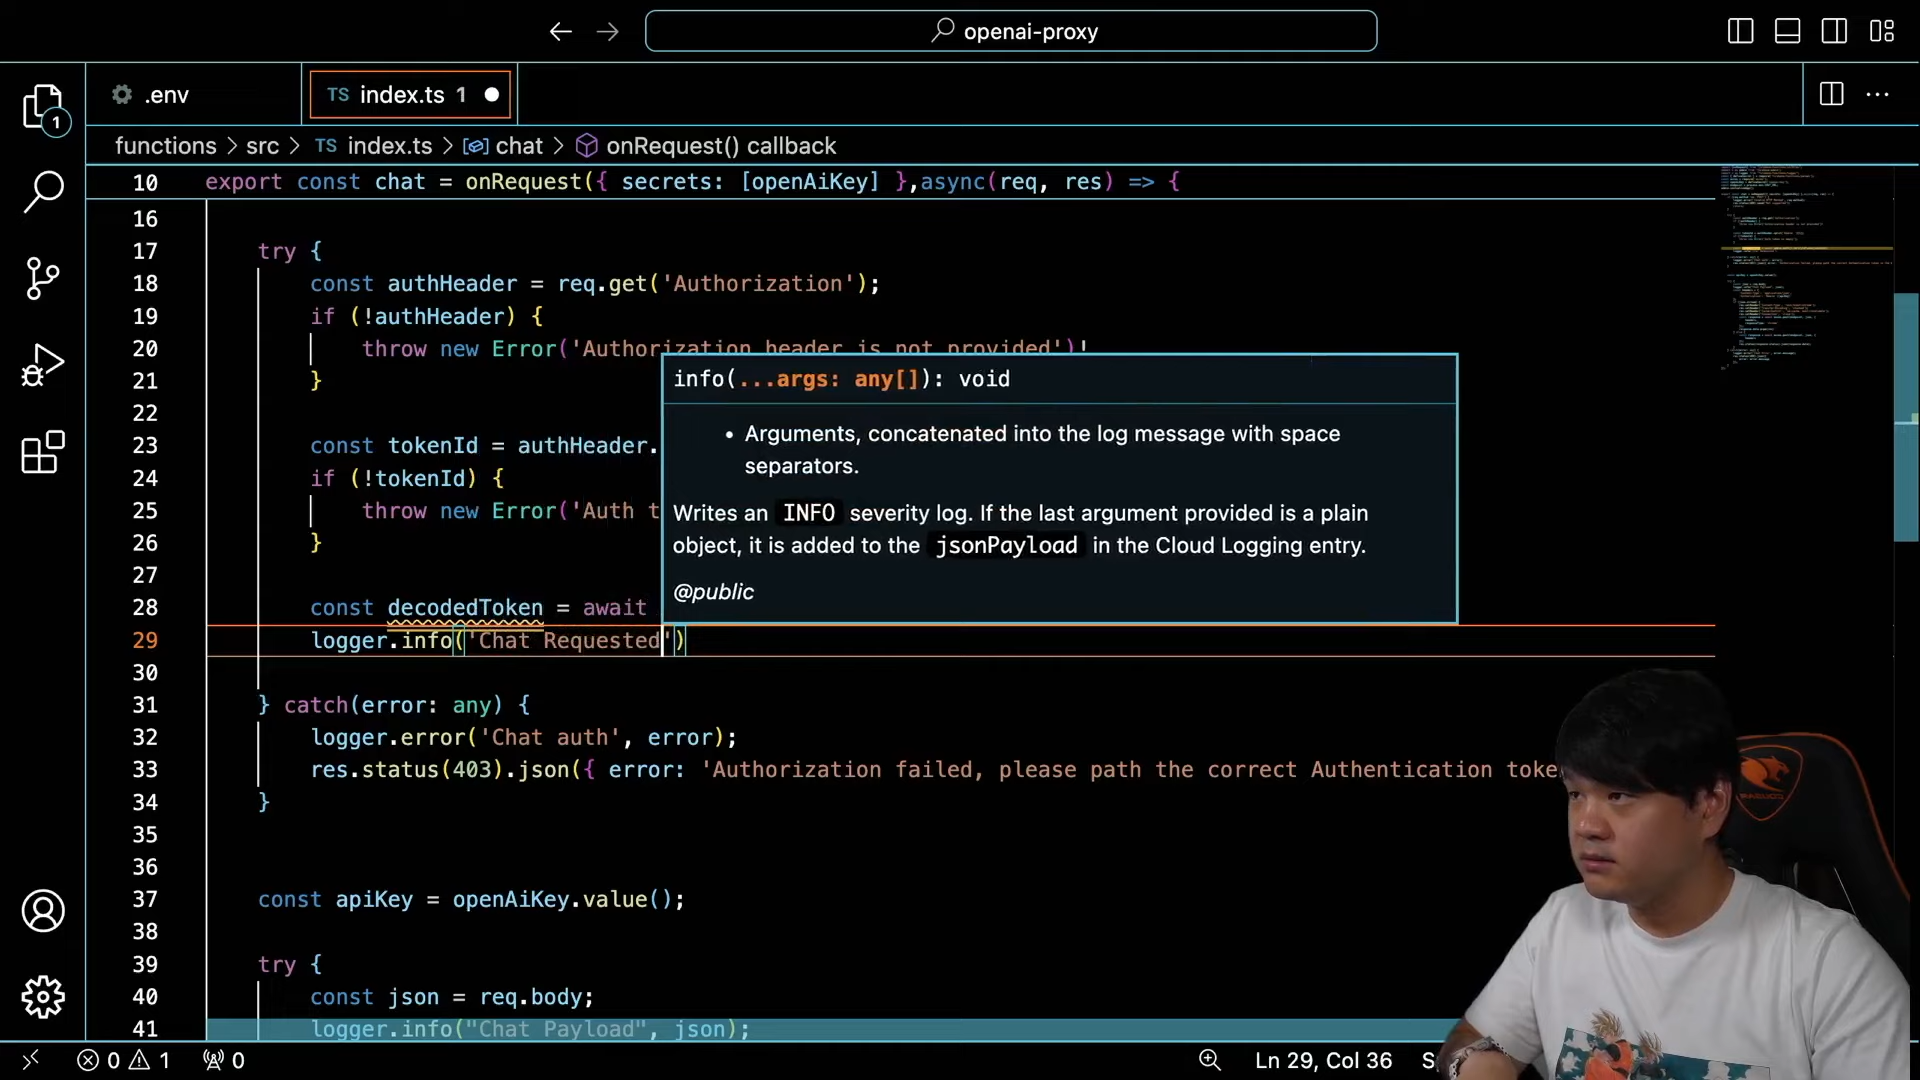 openai-proxy
.env
TS index.ts 1
functions > src > TS index.ts > chat > onRequest() callback
10 export const chat = onRequest({ secrets: [openAiKey] },async(req, res) => {
16
17 try {
18 const authHeader = req.get('Authorization');
19 if (!authHeader) {
20 throw new Error('Authorization header is not provided')!
21 }
22
23 const tokenId = authHeader.
24 if (!tokenId) {
25 throw new Error('Auth t
26 }
27
28 const decodedToken = await
29 logger.info('Chat Requested')
30
31 } catch(error: any) {
32 logger.error('Chat auth', error);
33 res.status(403).json({ error: 'Authorization failed, please path the correct Authentication toke
34 }
35
36
37 const apiKey = openAiKey.value();
38
39 try {
40 const json = req.body;
41 logger.info("Chat Payload", json);
info(...args: any[]): void
• Arguments, concatenated into the log message with space
separators.
Writes an INFO severity log. If the last argument provided is a plain
object, it is added to the jsonPayload in the Cloud Logging entry.
@public
1
0 1 0
Ln 29, Col 36 S